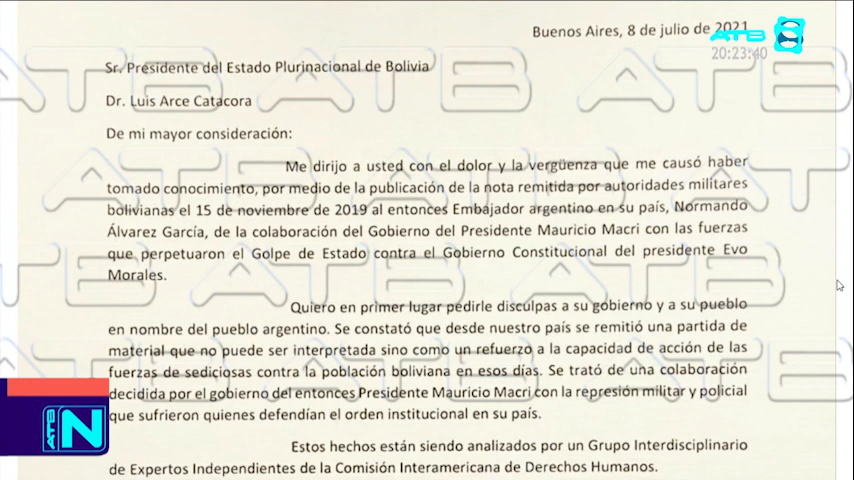 Buenos Aires, 8 de julio de 2021
ATB
20:23:40
Sr. Presidente del Estado Plurinacional de Bolivia
Dr. Luis Arce Catacora
De mi mayor consideración:
Me dirijo a usted con el dolor y la vergüenza que me causó haber
tomado conocimiento, por medio de la publicación de la nota remitida por autoridades militares
bolivianas el 15 de noviembre de 2019 al entonces Embajador argentino en su país, Normando
Álvarez García, de la colaboración del Gobierno del Presidente Mauricio Macri con las fuerzas
que perpetuaron el Golpe de Estado contra el Gobierno Constitucional del presidente Evo
Morales.
Quiero en primer lugar pedirle disculpas a su gobierno y a su pueblo
en nombre del pueblo argentino. Se constató que desde nuestro país se remitió una partida de
material que no puede ser interpretada sino como un refuerzo a la capacidad de acción de las
fuerzas de sediciosas contra la población boliviana en esos días. Se trató de una colaboración
decidida por el gobierno del entonces Presidente Mauricio Macri con la represión militar y policial
que sufrieron quienes defendían el orden institucional en su país.
Estos hechos están siendo analizados por un Grupo Interdisciplinario
de Expertos Independientes de la Comisión Interamericana de Derechos Humanos.
ATB N